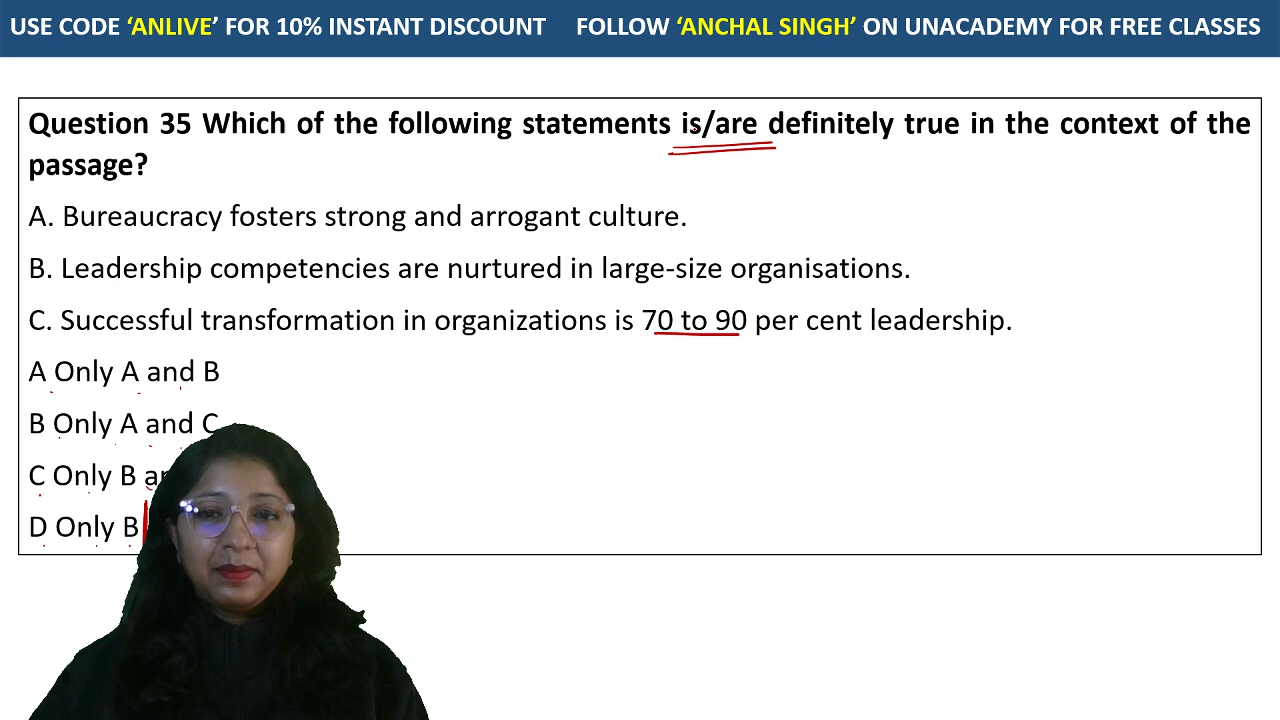 USE CODE ‘ANLIVE’ FOR 10% INSTANT DISCOUNT FOLLOW ‘ANCHAL SINGH’ ON UNACADEMY FOR FREE CLASSES
Question 35 Which of the following statements is/are definitely true in the context of the
passage?
A. Bureaucracy fosters strong and arrogant culture.
B. Leadership competencies are nurtured in large-size organisations.
C. Successful transformation in organizations is 70 to 90 per cent leadership.
A Only A and B
B Only A and C
C Only B
D Only B